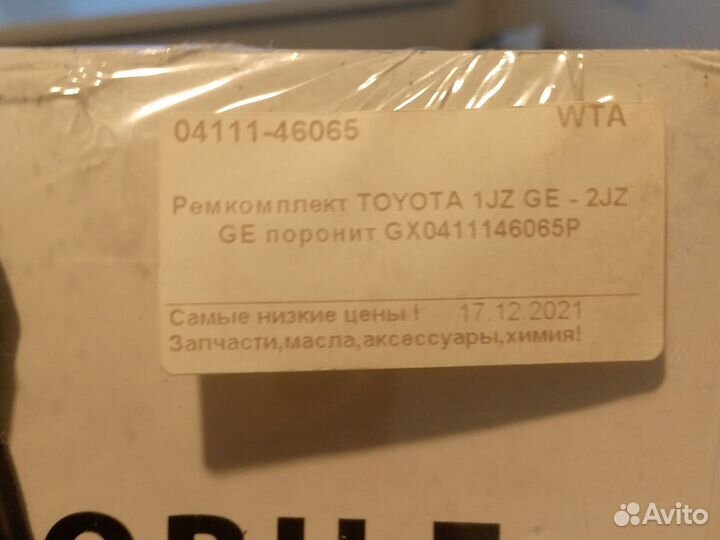 04111-46065 WTA
Ремкомплект TOYOTA 1JZ GE - 2JZ
GE поронит GX0411146065P
Самые низкие цены ! 17.12.2021
Запчасти,масла,аксессуары,химия!
Avito